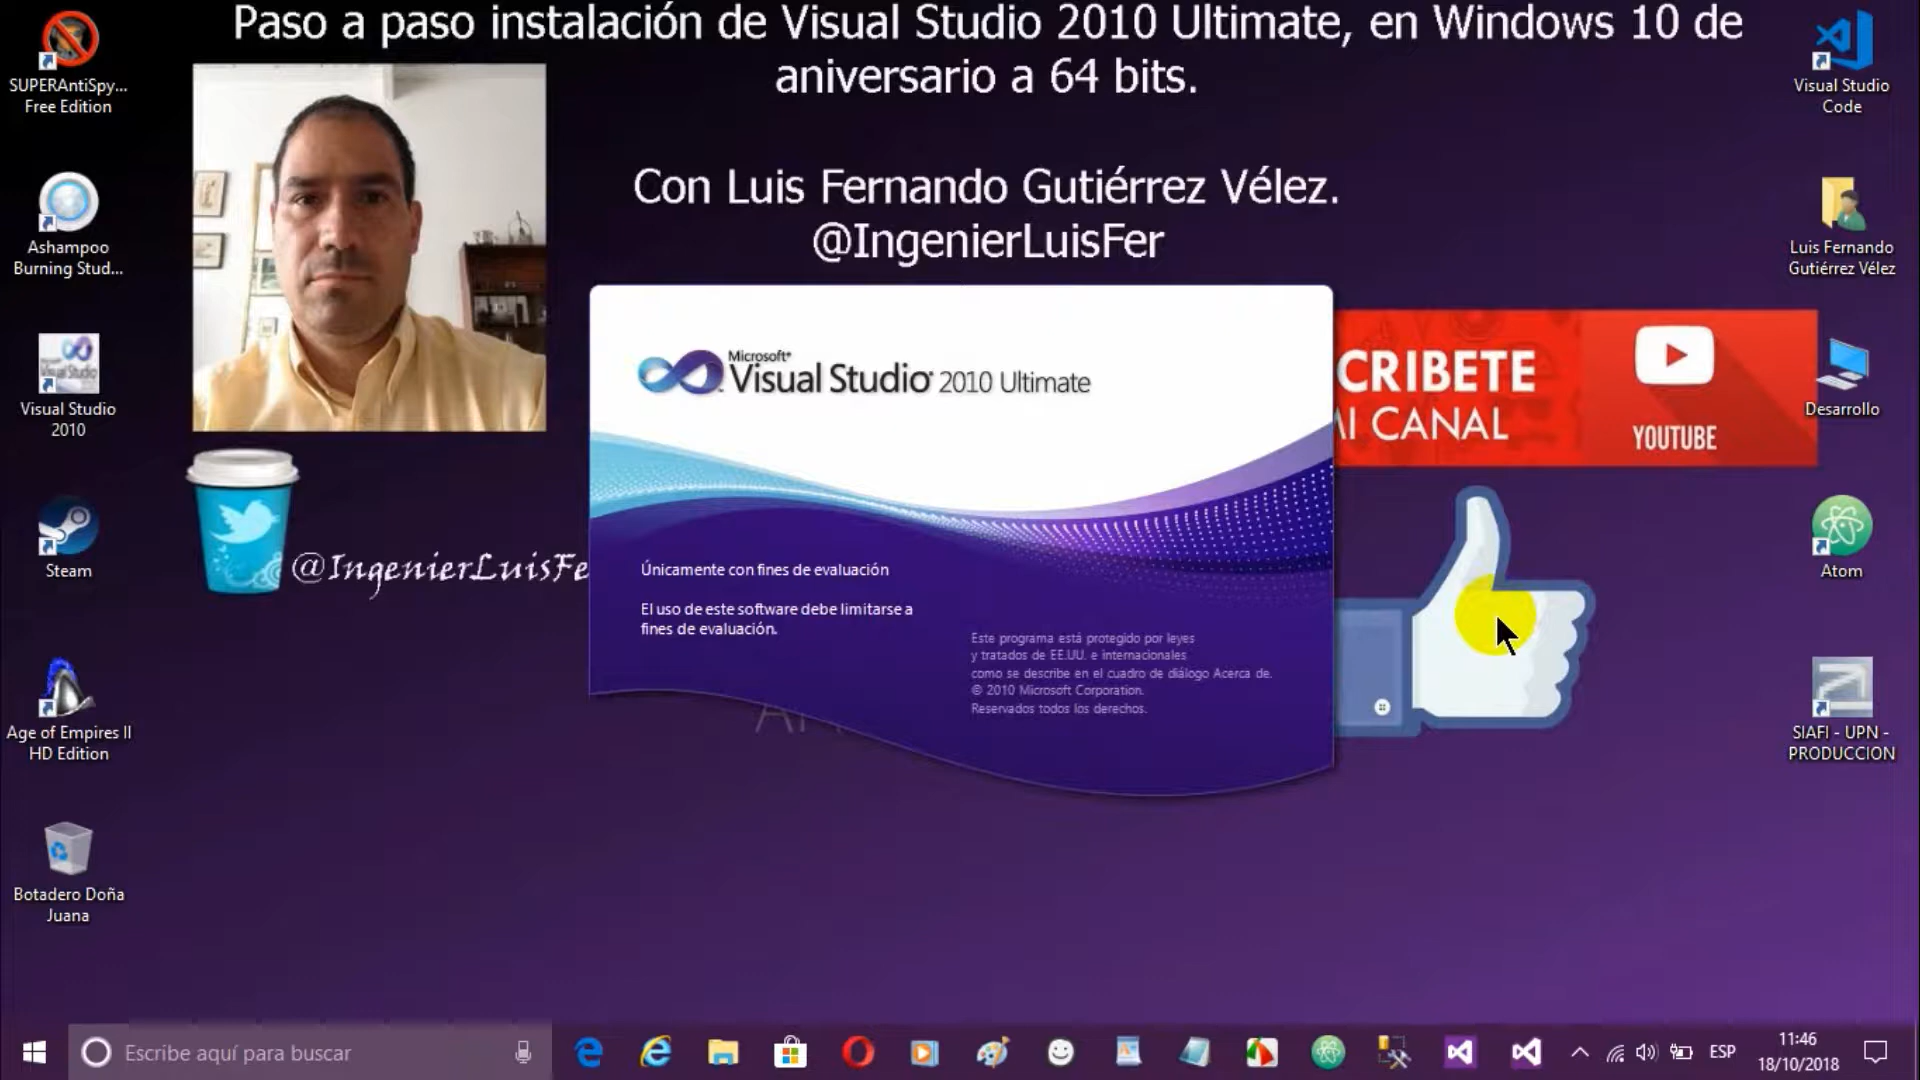 Paso a paso instalación de Visual Studio 2010 Ultimate, en Windows 10 de
aniversario a 64 bits.
Con Luis Fernando Gutiérrez Vélez.
@IngenierLuisFer
SUPERAntiSpy...
Free Edition
Ashampoo
Burning Stud...
Visual Studio
2010
Steam
Age of Empires II
HD Edition
Botadero Doña
Juana
@IngenierLuisFe
Microsoft®
Visual Studio® 2010 Ultimate
Únicamente con fines de evaluación
El uso de este software debe limitarse a
fines de evaluación.
Este programa está protegido por leyes
y tratados de EE.UU. e internacionales
como se describe en el cuadro de diálogo Acerca de.
© 2010 Microsoft Corporation.
Reservados todos los derechos.
CRIBETE
MI CANAL
YOUTUBE
Visual Studio
Code
Luis Fernando
Gutiérrez Vélez
Desarrollo
Atom
SIAFI - UPN -
PRODUCCION
Escribe aquí para buscar
ESP
11:46
18/10/2018